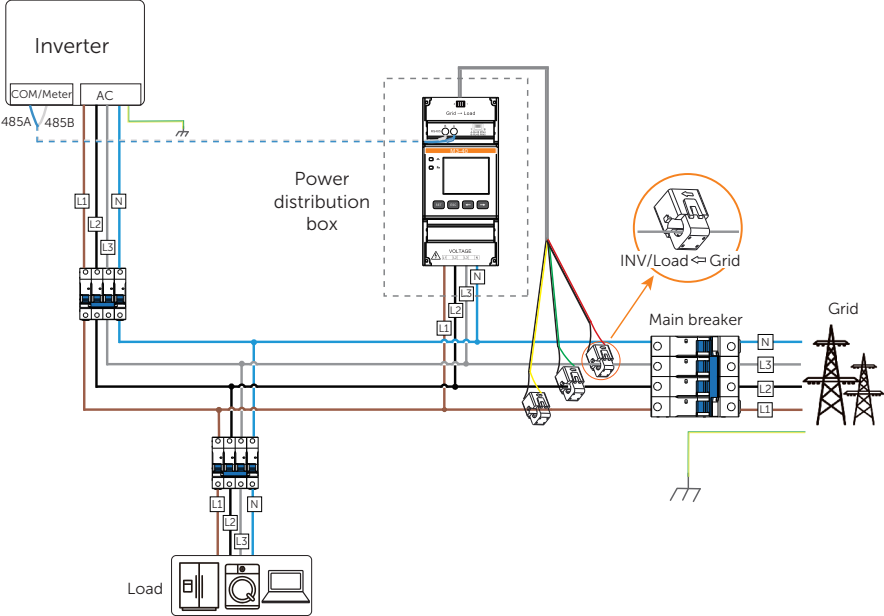 Inverter
COM/Meter
AC
485A
485B
Grid → Load
Power
distribution
box
VOLTAGE
L1
L2
L3
N
N
L3
L2
L1
INV/Load ⇦ Grid
Main breaker
Grid
N
L3
L2
L1
L1
L2
L3
N
Load